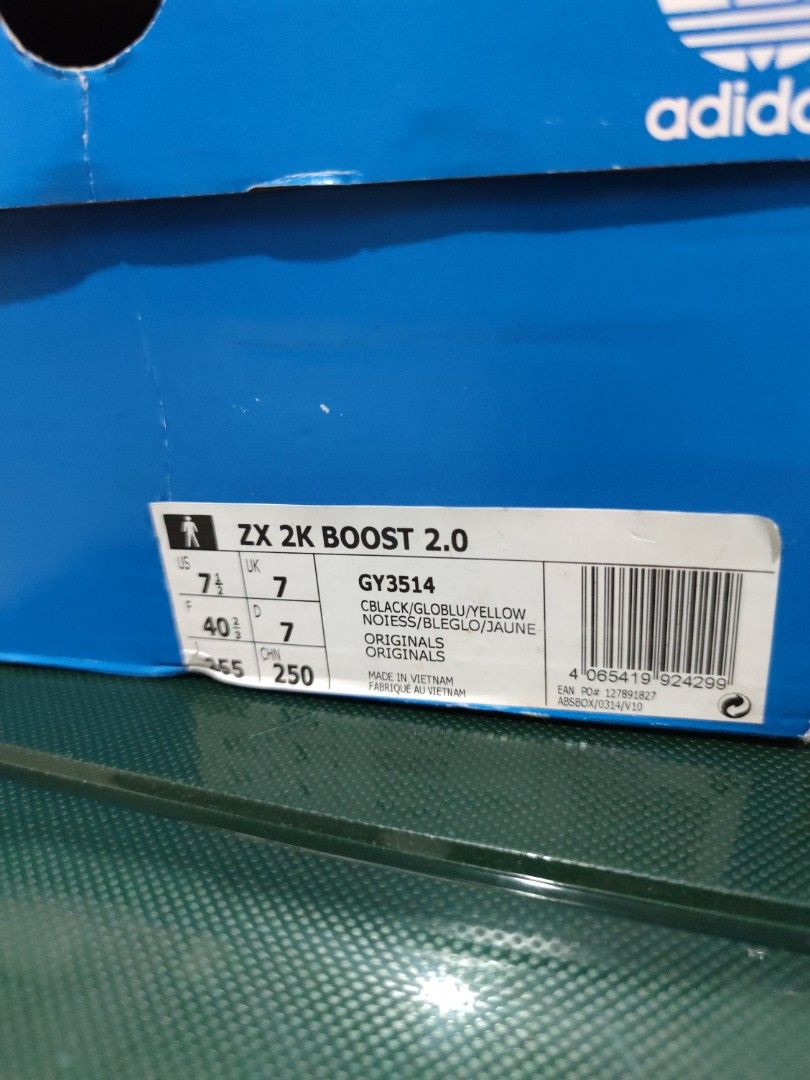 adid
ZX 2K BOOST 2.0
US 7½ UK 7
F 40⅔ D 7
255 CHN 250
GY3514
CBLACK/GLOBLU/YELLOW
NOIESS/BLEGLO/JAUNE
ORIGINALS
ORIGINALS
MADE IN VIETNAM
FABRIQUÉ AU VIETNAM
4 065419 924299
EAN PO# 127891827
ABSBOX/0314/V10